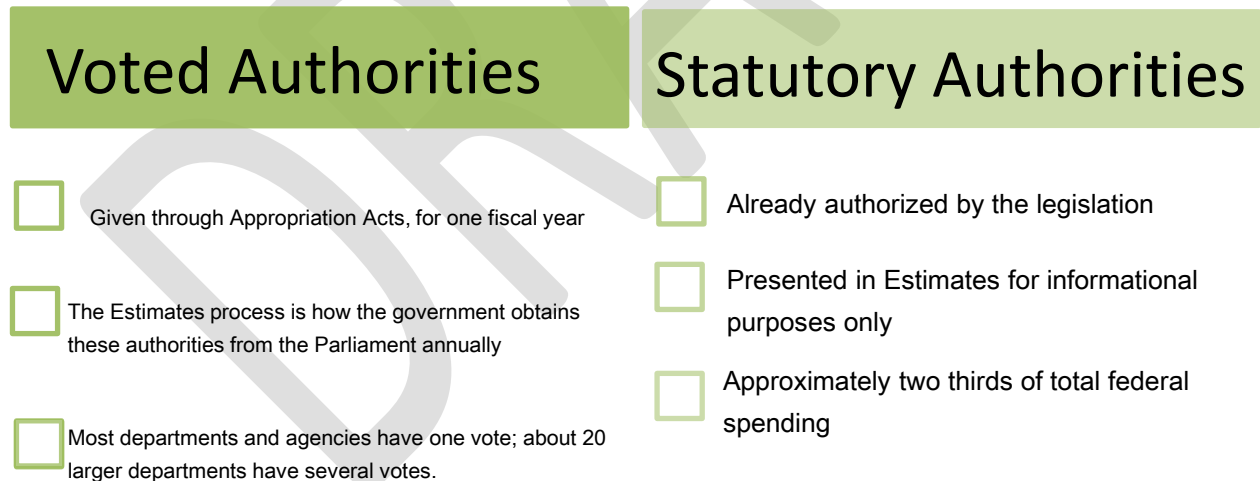 Voted Authorities
Given through Appropriation Acts, for one fiscal year
The Estimates process is how the government obtains
these authorities from the Parliament annually
Most departments and agencies have one vote; about 20
larger departments have several votes.
Statutory Authorities
Already authorized by the legislation
Presented in Estimates for informational
purposes only
Approximately two thirds of total federal
spending